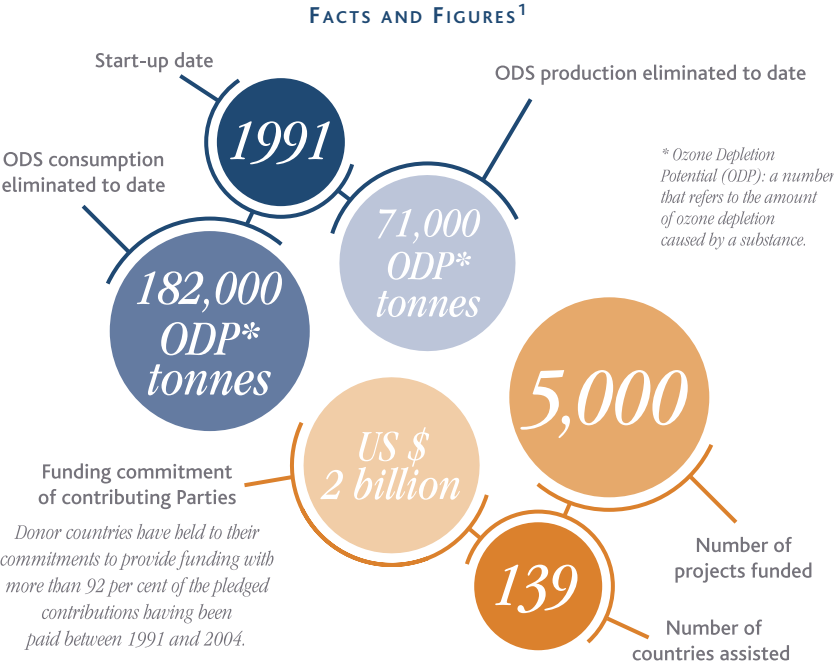 FACTS AND FIGURES1
Start-up date
1991
ODS production eliminated to date
71,000
ODP*
tonnes
* Ozone Depletion
Potential (ODP): a number
that refers to the amount
of ozone depletion
caused by a substance.
ODS consumption
eliminated to date
182,000
ODP*
tonnes
5,000
Number of
projects funded
US $
2 billion
Funding commitment
of contributing Parties
Donor countries have held to their
commitments to provide funding with
more than 92 per cent of the pledged
contributions having been
paid between 1991 and 2004.
139
Number of
countries assisted